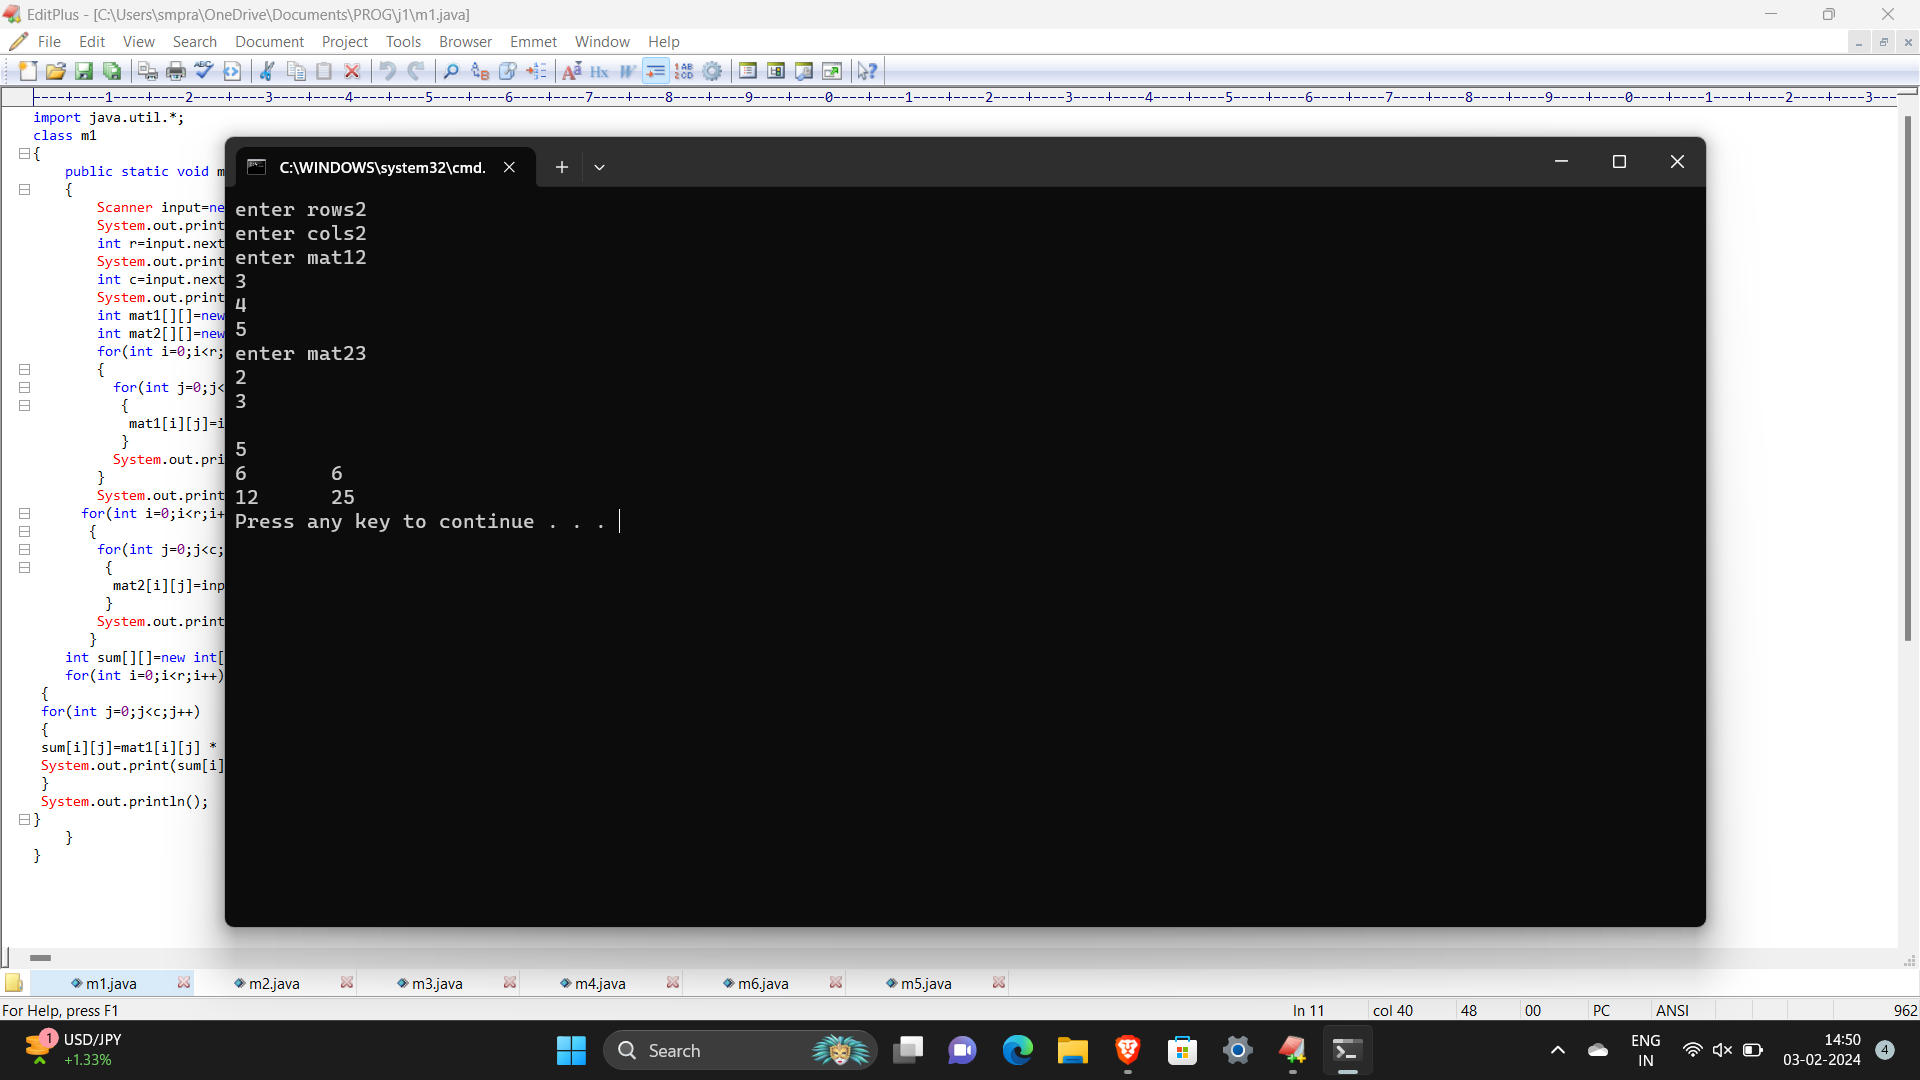 EditPlus - [C:\Users\smpra\OneDrive\Documents\PROG\j1\m1.java]
File Edit View Search Document Project Tools Browser Emmet Window Help
----+----1----+----2----+----3----+----4----+----5----+----6----+----7----+----8----+----9----+----0----+----1----+----2----+----3----+----4----+----5----+----6----+----7----+----8----+----9----+----0----+----1----+----2----+----3---
import java.util.*;
class m1
{
public static void m
{
Scanner input=ne
System.out.print
int r=input.next
System.out.print
int c=input.next
System.out.print
int mat1[][]=new
int mat2[][]=new
for(int i=0;i<r;
{
for(int j=0;j<
{
mat1[i][j]=i
}
System.out.pri
}
System.out.print
for(int i=0;i<r;i+
{
for(int j=0;j<c;
{
mat2[i][j]=inp
}
System.out.print
}
int sum[][]=new int[
for(int i=0;i<r;i++)
{
for(int j=0;j<c;j++)
{
sum[i][j]=mat1[i][j] *
System.out.print(sum[i]
}
System.out.println();
}
}
}
C:\WINDOWS\system32\cmd.
enter rows2
enter cols2
enter mat12
3
4
5
enter mat23
2
3
5
6 6
12 25
Press any key to continue . . .
m1.java m2.java m3.java m4.java m6.java m5.java
For Help, press F1 ln 11 col 40 48 00 PC ANSI 962
1 USD/JPY
+1.33%
Search
ENG
IN
14:50
03-02-2024
4